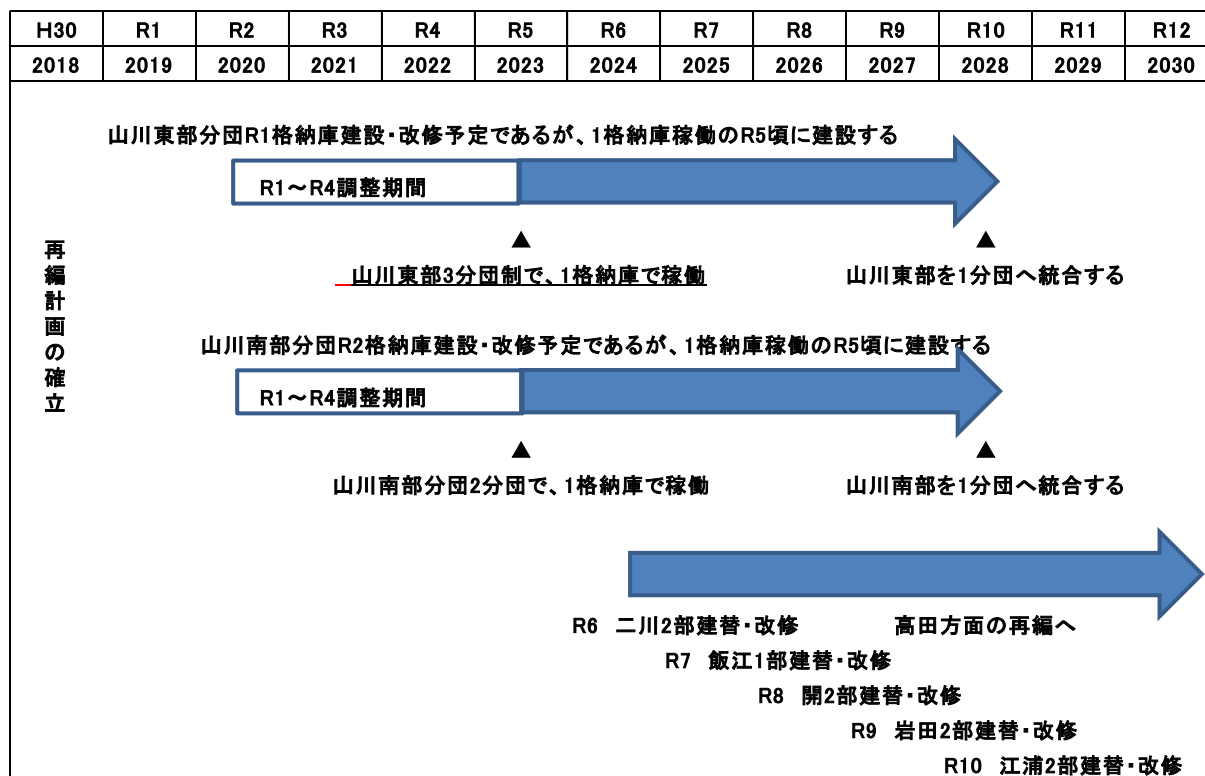 H30 R1 R2 R3 R4 R5 R6 R7 R8 R9 R10 R11 R12
2018 2019 2020 2021 2022 2023 2024 2025 2026 2027 2028 2029 2030
再編計画の確立
山川東部分団R1格納庫建設・改修予定であるが、1格納庫稼働のR5頃に建設する
R1～R4調整期間
▲ ▲
山川東部3分団制で、1格納庫で稼働 山川東部を1分団へ統合する
山川南部分団R2格納庫建設・改修予定であるが、1格納庫稼働のR5頃に建設する
R1～R4調整期間
▲ ▲
山川南部分団2分団で、1格納庫で稼働 山川南部を1分団へ統合する
R6 二川2部建替・改修 高田方面の再編へ
R7 飯江1部建替・改修
R8 開2部建替・改修
R9 岩田2部建替・改修
R10 江浦2部建替・改修